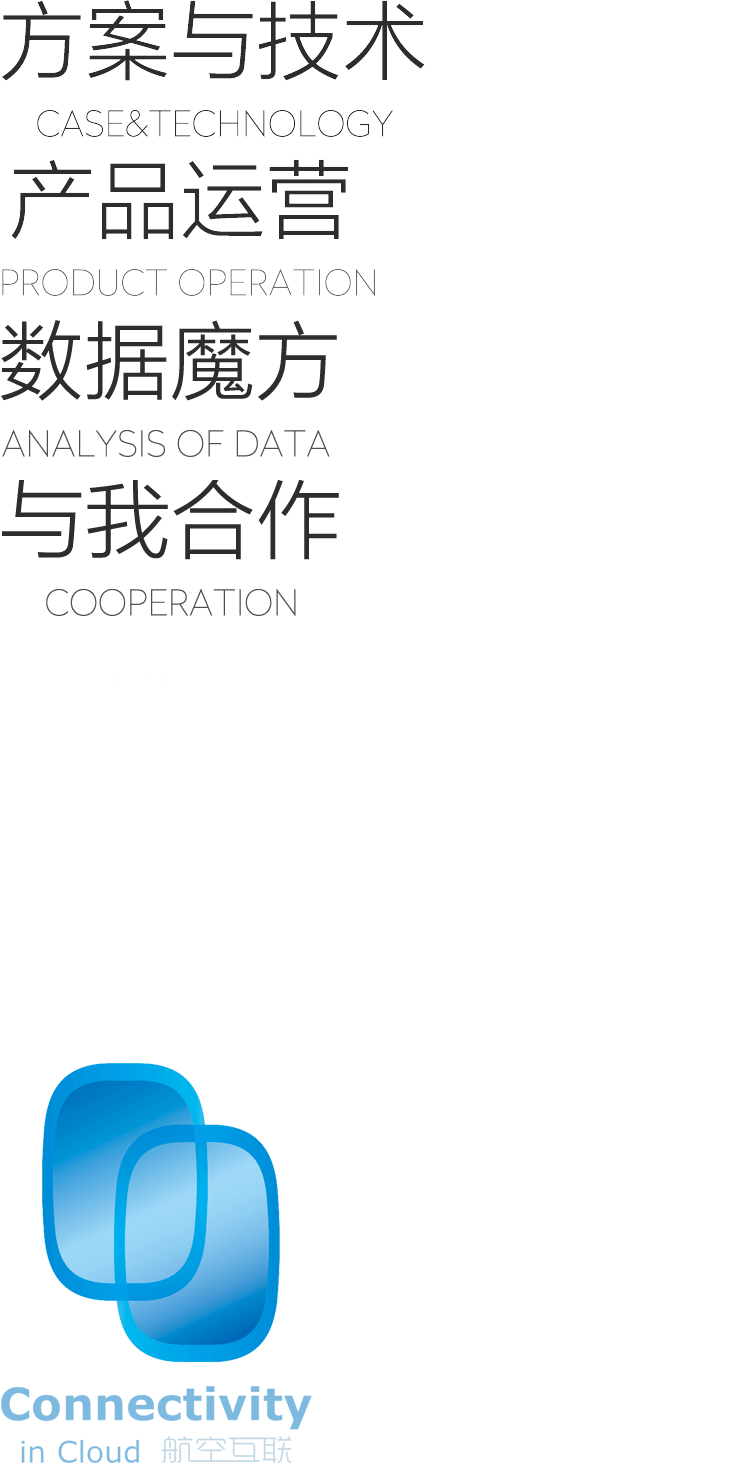 方案与技术
CASE&TECHNOLOGY
产品运营
PRODUCT OPERATION
数据魔方
ANALYSIS OF DATA
与我合作
COOPERATION
Connectivity
in Cloud 航空互联